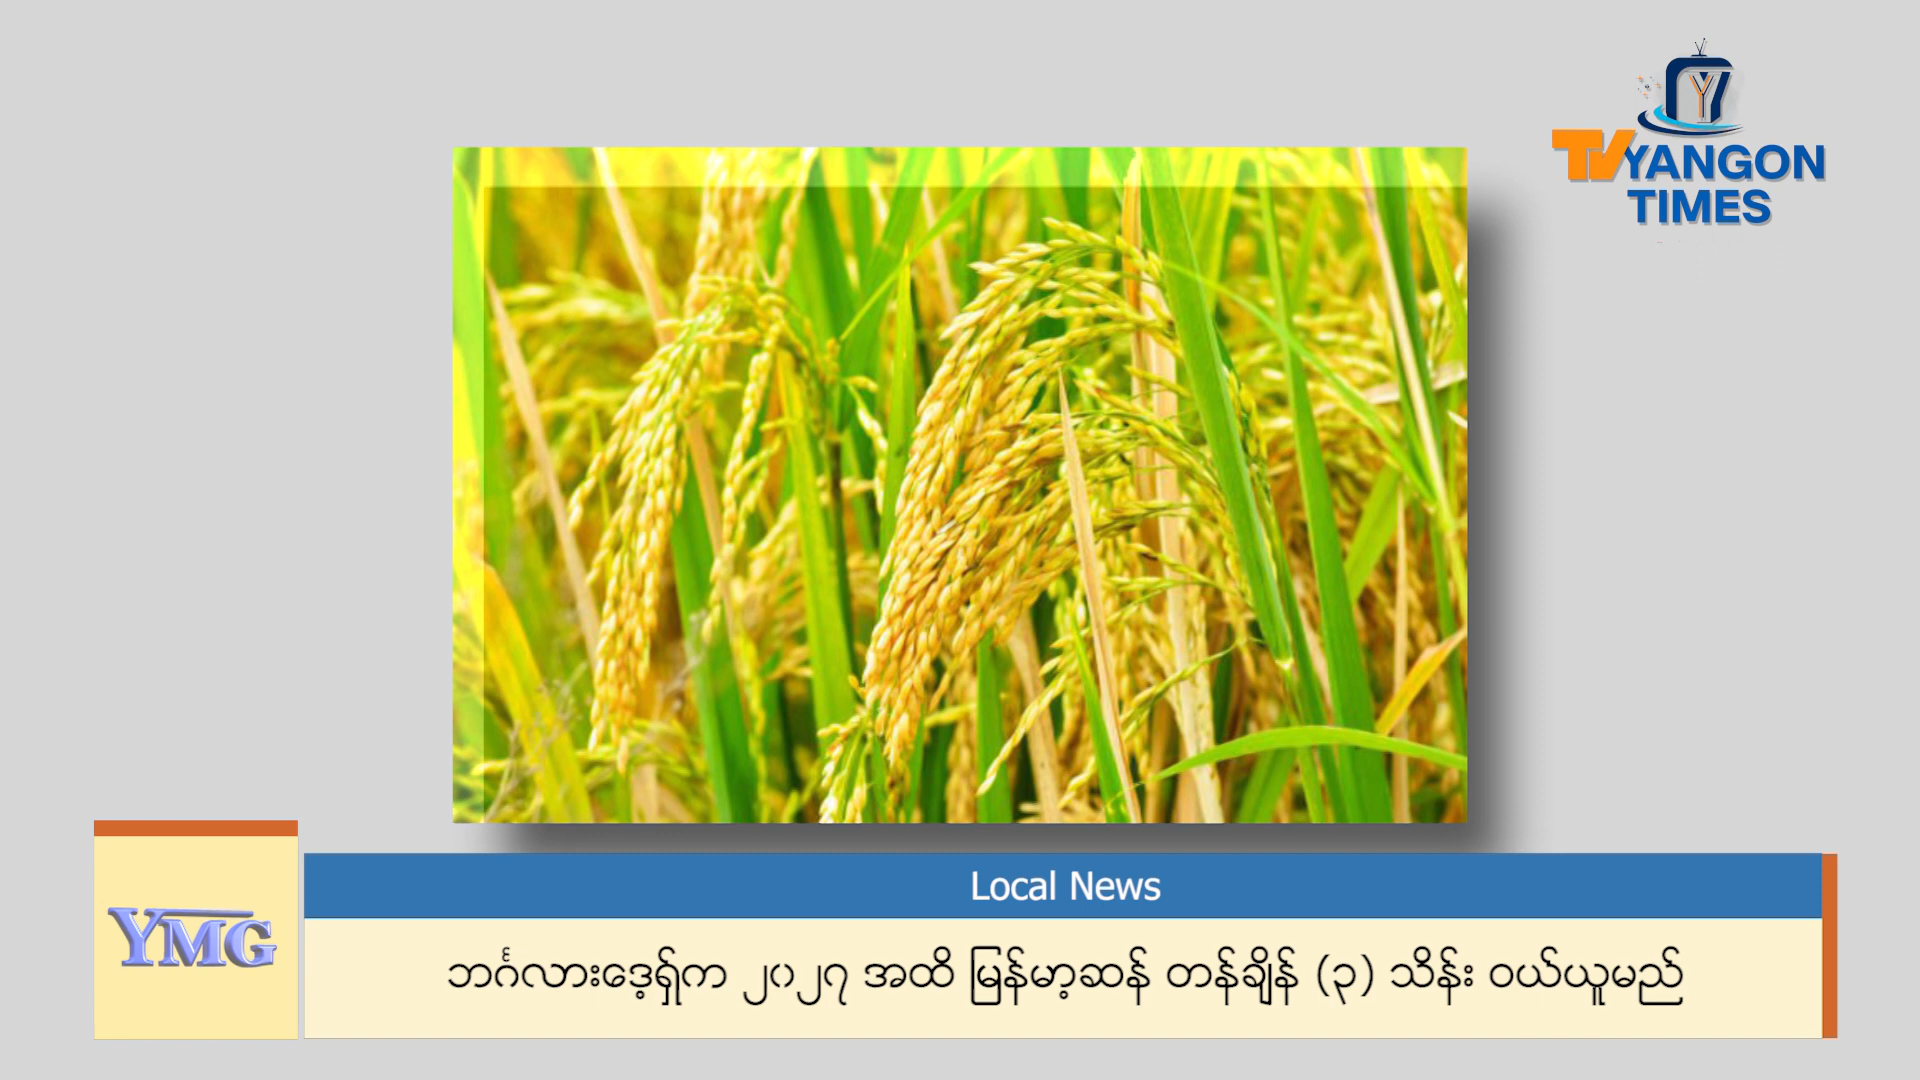 TV YANGON
TIMES
YMG
Local News
ဘင်္ဂလားဒေ့ရှ်က ၂၀၂၇ အထိ မြန်မာ့ဆန် တန်ချိန် (၃) သိန်း ဝယ်ယူမည်